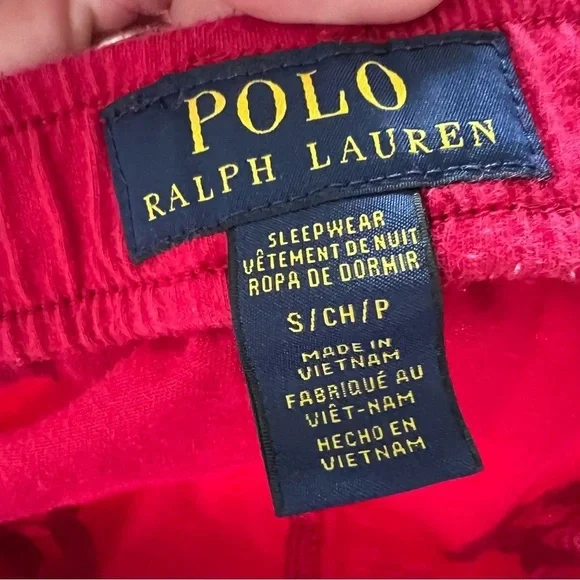 POLO
RALPH LAUREN
SLEEPWEAR
VÊTEMENT DE NUIT
ROPA DE DORMIR
S/CH/P
MADE IN
VIETNAM
FABRIQUÉ AU
VIÊT-NAM
HECHO EN
VIETNAM